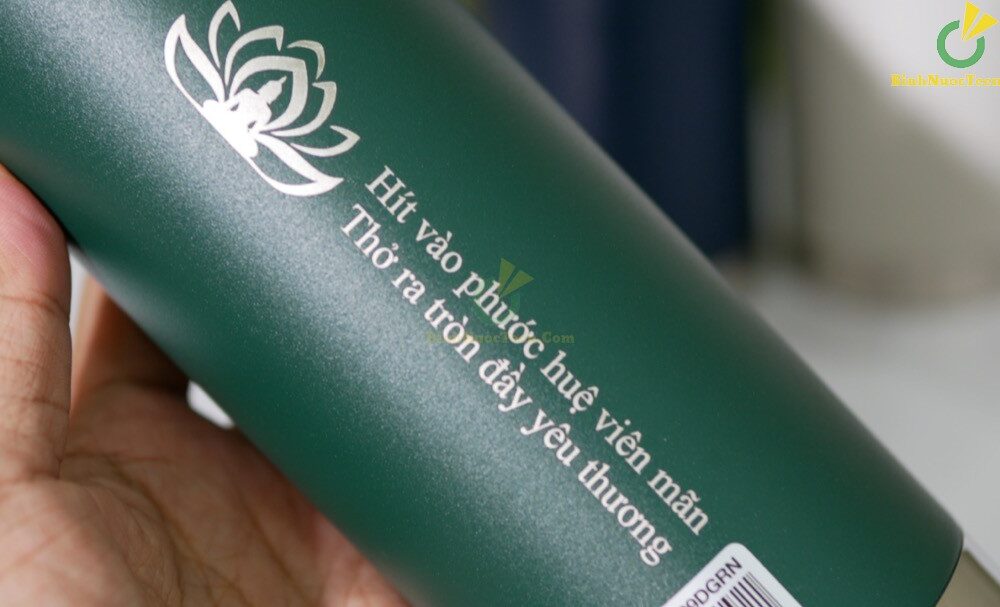 BinhNuocTeen
Hít vào phước huệ viên mãn
Thở ra tròn đầy yêu thương